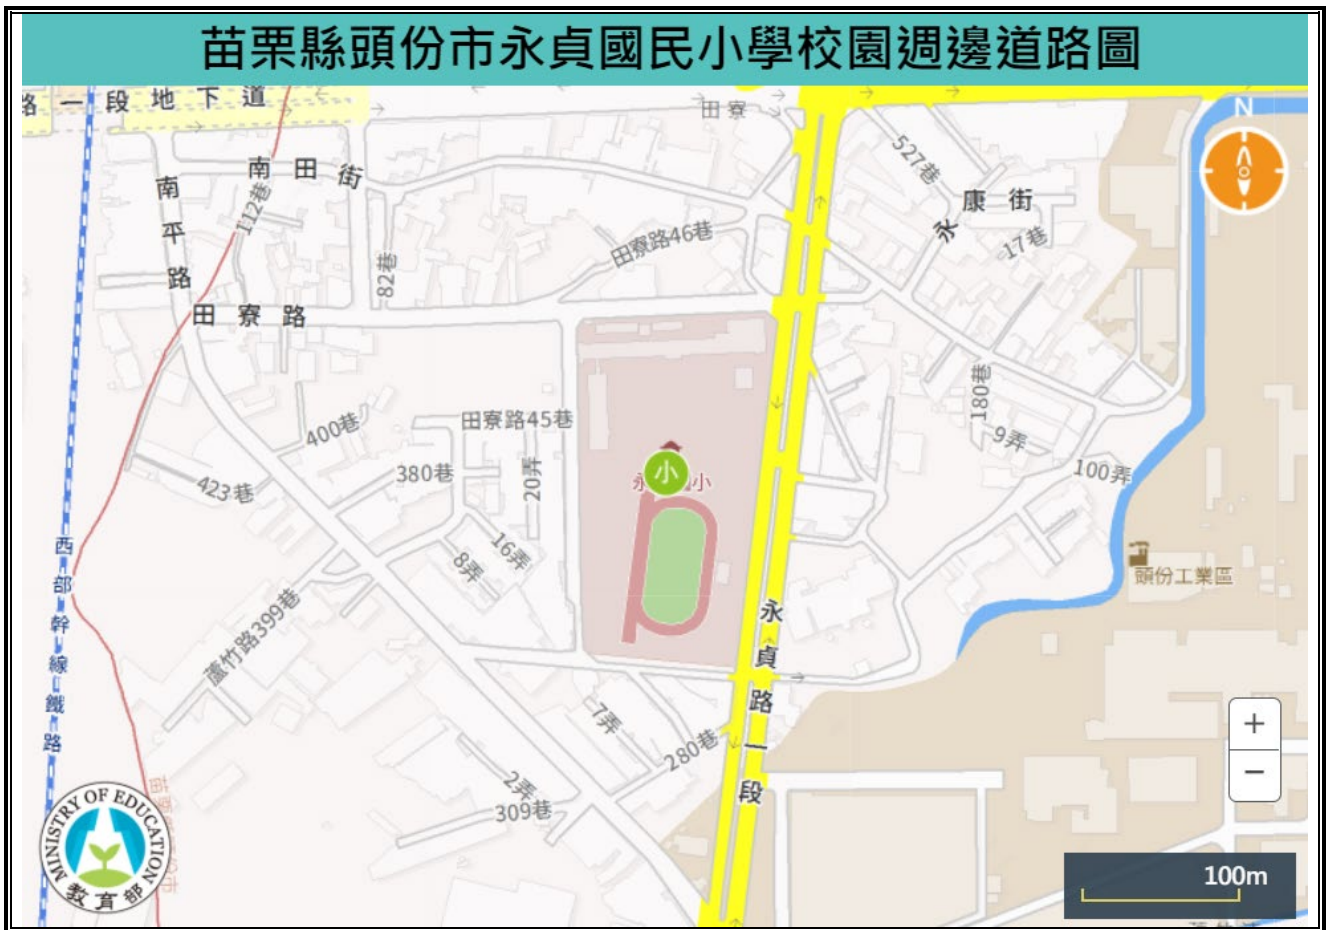 苗栗縣頭份市永貞國民小學校園週邊道路圖
路一段地下道
田寮
N
南田街
112巷
南平路
82巷
田寮路46巷
527巷
永康街
17巷
田寮路
400巷
田寮路45巷
180巷
9弄
423巷
380巷
20弄
小
小
100弄
16弄
8弄
西部幹線鐵路
頭份工業區
蘆竹路399巷
永貞路一段
7弄
280巷
2弄
309巷
+
−
MINISTRY OF EDUCATION
教育部
100m